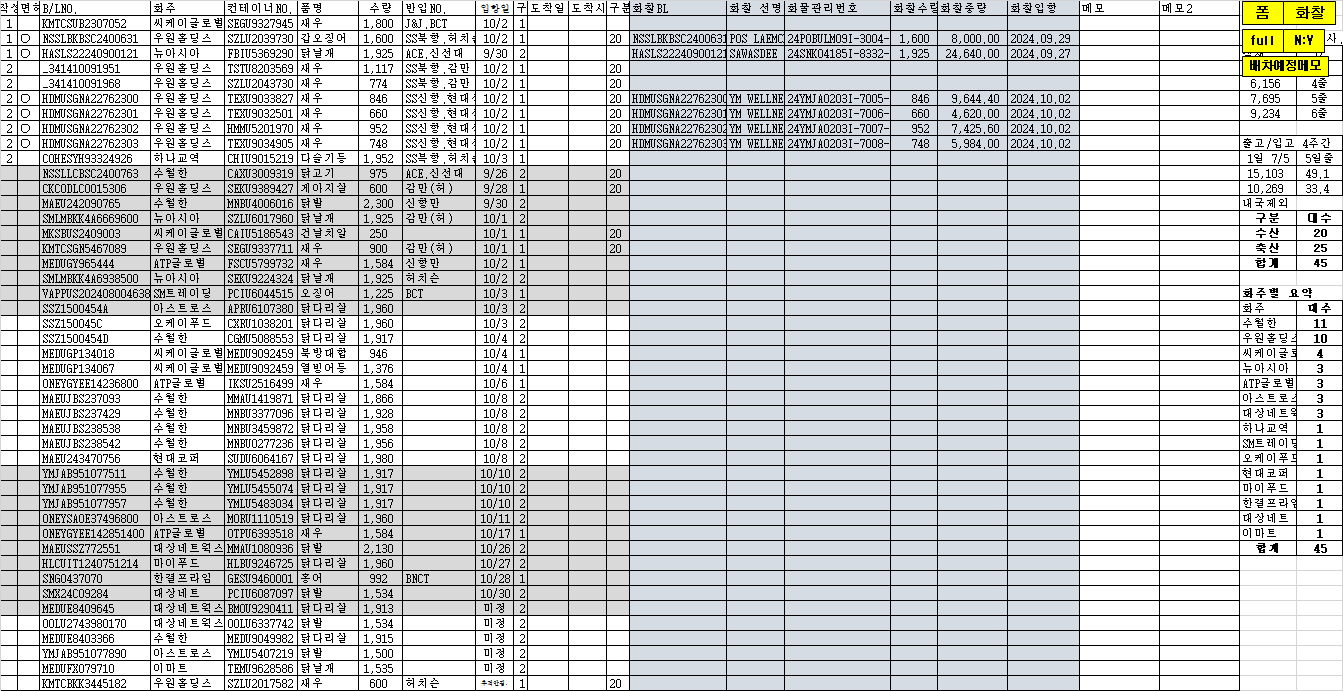 작성 면허 B/LNO. 화주 컨테이너NO. 품명 수량 반입NO. 입항일 구 도착일 도착시 구분 화찰BL 화찰 선명 화물관리번호 화찰수량 화찰중량 화찰입항 메모 메모2 폼 화찰
1 KMTCSUB2307052 씨케이글로벌 SEGU9327945 새우 1,800 J&J.BCT 10/2 1
1 ○ NSSLBKBSC2400631 우원홀딩스 SZLU2039730 갑오징어 1,600 SS북항.허치슨 10/2 1 20 NSSLBKBSC2400631 POS LAEMC 24POBULM09I-3004- 1,600 8,000.00 2024.09.29 full N:Y 사.
1 ○ HASLS22240900121 뉴아시아 FBIU5369290 닭날개 1,925 ACE.신선대 9/30 2 HASLS22240900121 SAWASDEE 24SNKO4185I-8332- 1,925 24,640.00 2024.09.27
2 _341410091951 우원홀딩스 TSTU8203569 새우 1,117 SS북항.감만 10/2 1 배차예정메모
2 _341410091968 우원홀딩스 SZLU2043730 새우 774 SS북항.감만 10/2 1 6,156 4줄
2 ○ HDMUSGNA22762300 우원홀딩스 TEXU9033827 새우 846 SS신항.현대 10/2 1 HDMUSGNA22762300 YM WELLNE 24YMJA0203I-7005- 846 9,644.40 2024.10.02 7,695 5줄
2 ○ HDMUSGNA22762301 우원홀딩스 TEXU9032501 새우 660 SS신항.현대 10/2 1 HDMUSGNA22762301 YM WELLNE 24YMJA0203I-7006- 660 4,620.00 2024.10.02 9,234 6줄
2 ○ HDMUSGNA22762302 우원홀딩스 HMMU5201970 새우 952 SS신항.현대 10/2 1 HDMUSGNA22762302 YM WELLNE 24YMJA0203I-7007- 952 7,425.60 2024.10.02
2 ○ HDMUSGNA22762303 우원홀딩스 TEXU9034905 새우 748 SS신항.현대 10/2 1 HDMUSGNA22762303 YM WELLNE 24YMJA0203I-7008- 748 5,984.00 2024.10.02 출고/입고 4주간
2 COHESYH93324926 하나교역 CHIU9015219 다슬기등 1,952 SS북항.허치 10/3 1 1일 7/5 5일줄
NSSLLCBSC2400763 수월한 CAXU3009319 닭고기 975 ACE.신선대 9/26 2 20 15,103 49.1
CKCODLC0015306 우원홀딩스 SEKU9389427 게아지살 600 감만(허) 9/28 1 20 10,269 33.4
MAEU242090765 수월한 MNBU4006016 닭발 2,300 신항만 9/30 2 내국제외
SMLMBKK4A6669600 뉴아시아 SZLU6017960 닭날개 1,925 감만(허) 10/1 2 구분 대수
MKSBUS2409003 씨케이글로벌 CAIU5186543 건날치알 250 10/1 1 20 수산 20
KMTCSGN5467089 우원홀딩스 SEGU9337711 새우 900 감만(허) 10/1 1 20 축산 25
MEDUGY965444 ATP글로벌 FSCU5799732 새우 1,584 신항만 10/2 1 합계 45
SMLMBKK4A6938500 뉴아시아 SEKU9224324 닭날개 1,925 허치슨 10/2 2
VAPPUS202408004638 SM트레이딩 PCIU6044515 오징어 1,225 BCT 10/3 1 화주별 요약
SSZ1500454A 아스트로스 APRU6107380 닭다리살 1,960 10/3 2 화주 대수
SSZ150045C 오케이푸드 CXRU1038201 닭다리살 1,960 10/3 2 수월한 11
SSZ1500454D 수월한 CGMU5088553 닭다리살 1,917 10/4 2 우원홀딩스 10
MEDUGP134018 씨케이글로벌 MEDU9092459 북방대합 946 10/4 1 씨케이글로 4
MEDUGP134067 씨케이글로벌 MEDU9092459 열빙어등 1,376 10/4 1 뉴아시아 3
ONEYGYEE14236800 ATP글로벌 IKSU2516499 새우 1,584 10/6 1 ATP글로벌 3
MAEUJBS237093 수월한 MMAU1419871 닭다리살 1,866 10/8 2 아스트로스 3
MAEUJBS237429 수월한 MNBU3377096 닭다리살 1,928 10/8 2 대상네트웍 3
MAEUJBS238538 수월한 MNBU3459872 닭다리살 1,958 10/8 2 하나교역 1
MAEUJBS238542 수월한 MNBU0277236 닭다리살 1,956 10/8 2 SM트레이딩 1
MAEU243470756 현대코퍼 SUDU6064167 닭다리살 1,980 10/8 2 오케이푸드 1
YMJAB951077511 수월한 YMLU5452898 닭다리살 1,917 10/10 2 현대코퍼 1
YMJAB951077955 수월한 YMLU5455074 닭다리살 1,917 10/10 2 마이푸드 1
YMJAB951077957 수월한 YMLU5483034 닭다리살 1,917 10/10 2 한결프라임 1
ONEYSAOE37496800 아스트로스 MORU1110519 닭다리살 1,960 10/11 2 대상네트 1
ONEYGYEE142851400 ATP글로벌 OTPU6393518 새우 1,584 10/17 1 이마트 1
MAEUSSZ772551 대상네트웍스 MMAU1080936 닭발 2,130 10/26 2 합계 45
HLCUIT1240751214 마이푸드 HLBU9246725 닭다리살 1,960 10/27 2
SNG0437070 한결프라임 GESU9460001 홍어 992 BNCT 10/28 1
SMX24C09284 대상네트 PCIU6087097 닭발 1,534 10/30 2
MEDUE8409645 대상네트웍스 BMOU9290411 닭다리살 1,913 미정 2
OOLU2743980170 대상네트웍스 OOLU6337742 닭발 1,534 미정 2
MEDUE8403366 수월한 MEDU9049982 닭다리살 1,915 미정 2
YMJAN951077890 아스트로스 YMLU5407219 닭발 1,500 미정 2
MEDUFX079710 이마트 TEMU9628586 닭날개 1,535 미정 2
KMTCBKK3445182 우원홀딩스 SZLU2017582 새우 600 허치슨 1 20